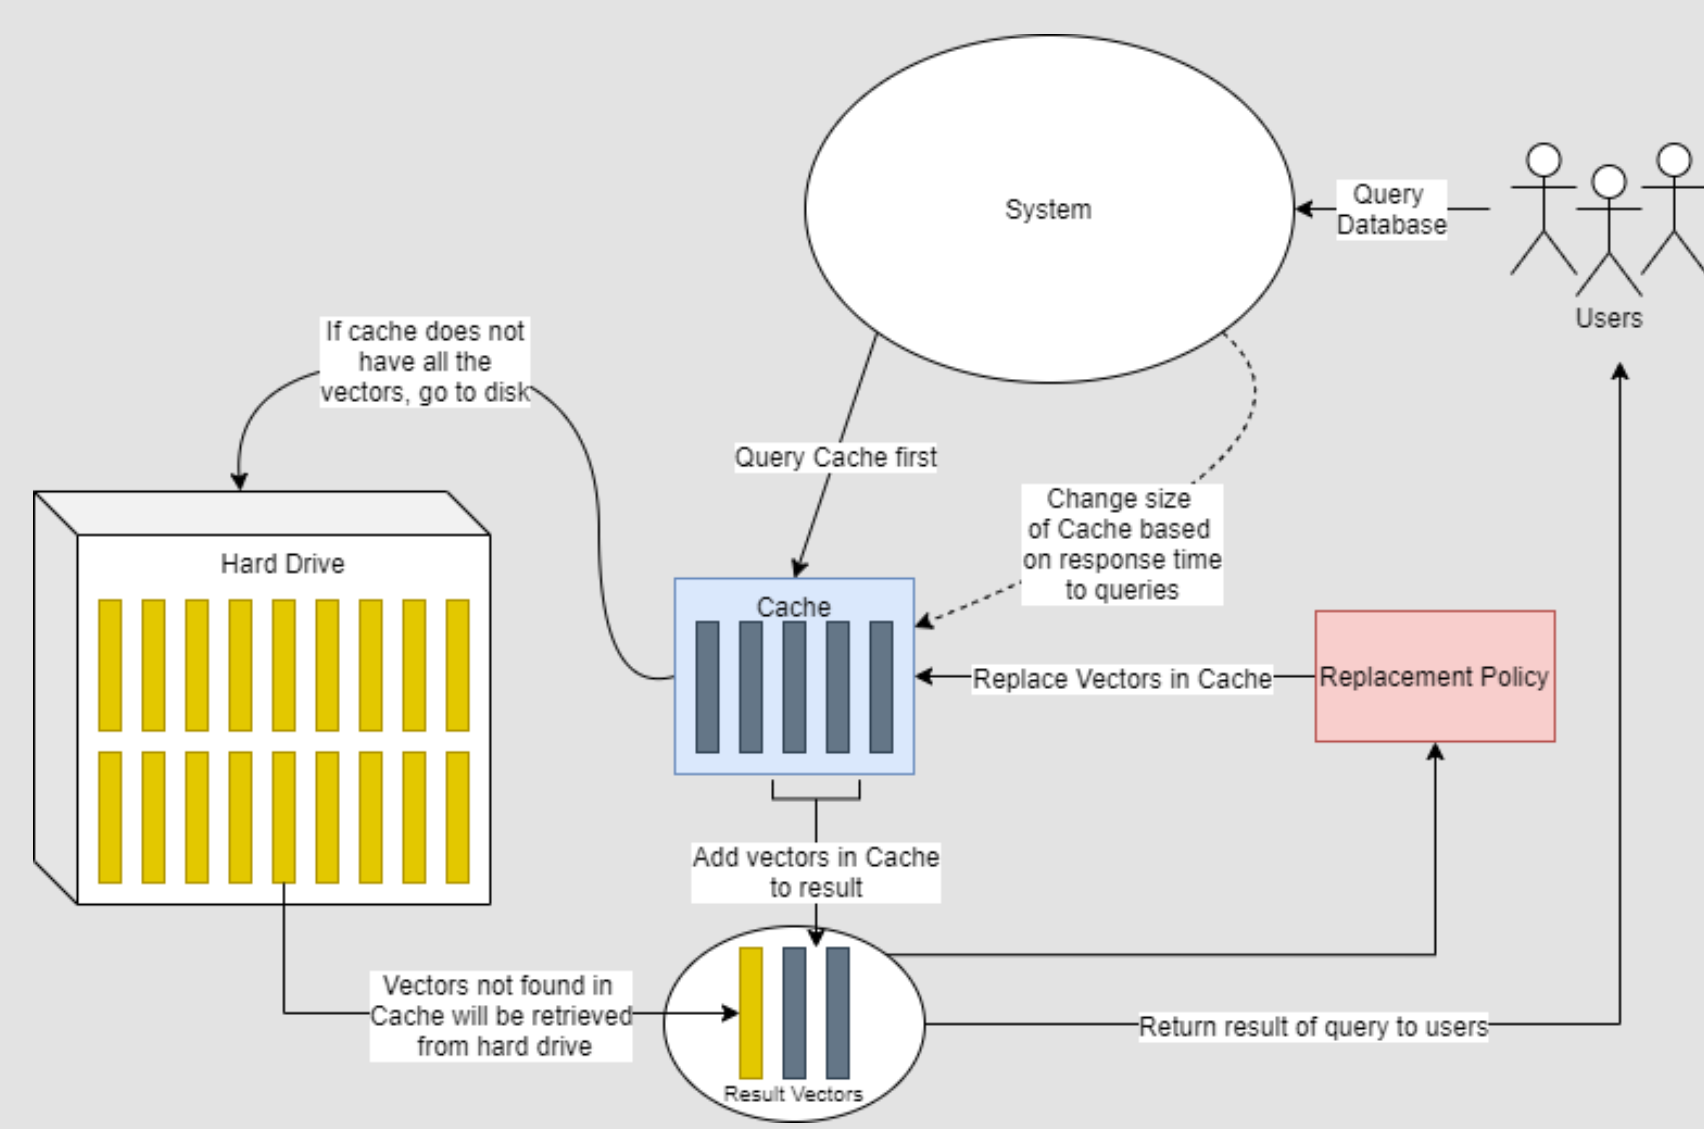 System
Query
Database
Users
If cache does not
have all the
vectors, go to disk
Query Cache first
Change size
of Cache based
on response time
to queries
Hard Drive
Cache
Replace Vectors in Cache
Replacement Policy
Add vectors in Cache
to result
Vectors not found in
Cache will be retrieved
from hard drive
Return result of query to users
Result Vectors